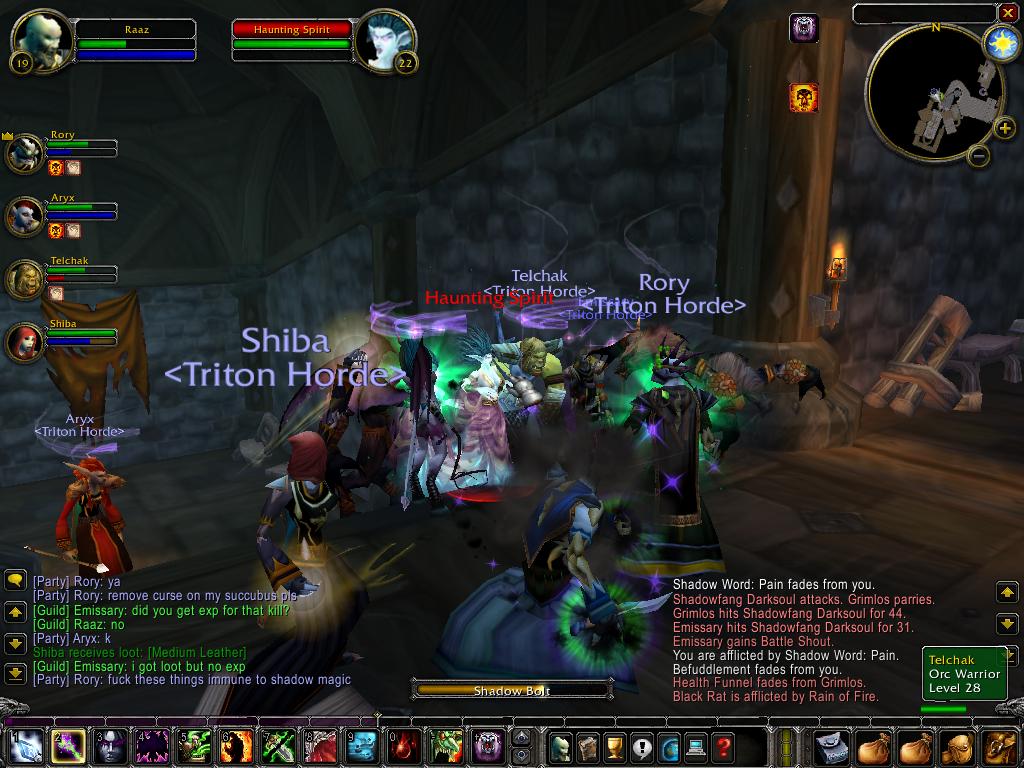 Raaz
19
Haunting Spirit
22
N
Rory
Aryx
Telchak
Shiba
Telchak
<Triton Horde>
Rory
<Triton Horde>
Haunting Spirit
<Triton Horde>
Shiba
<Triton Horde>
Aryx
<Triton Horde>
[Party] Rory: ya
[Party] Rory: remove curse on my succubus pls
[Guild] Emissary: did you get exp for that kill?
[Guild] Raaz: no
[Party] Aryx: k
Shiba receives loot: [Medium Leather]
[Guild] Emissary: i got loot but no exp
[Party] Rory: fuck these things immune to shadow magic
Shadow Word: Pain fades from you.
Shadowfang Darksoul attacks. Grimlos parries.
Grimlos hits Shadowfang Darksoul for 44.
Emissary hits Shadowfang Darksoul for 31.
Emissary gains Battle Shout.
You are afflicted by Shadow Word: Pain.
Befuddlement fades from you.
Health Funnel fades from Grimlos.
Black Rat is afflicted by Rain of Fire.
Telchak
Orc Warrior
Level 28
Shadow Bolt